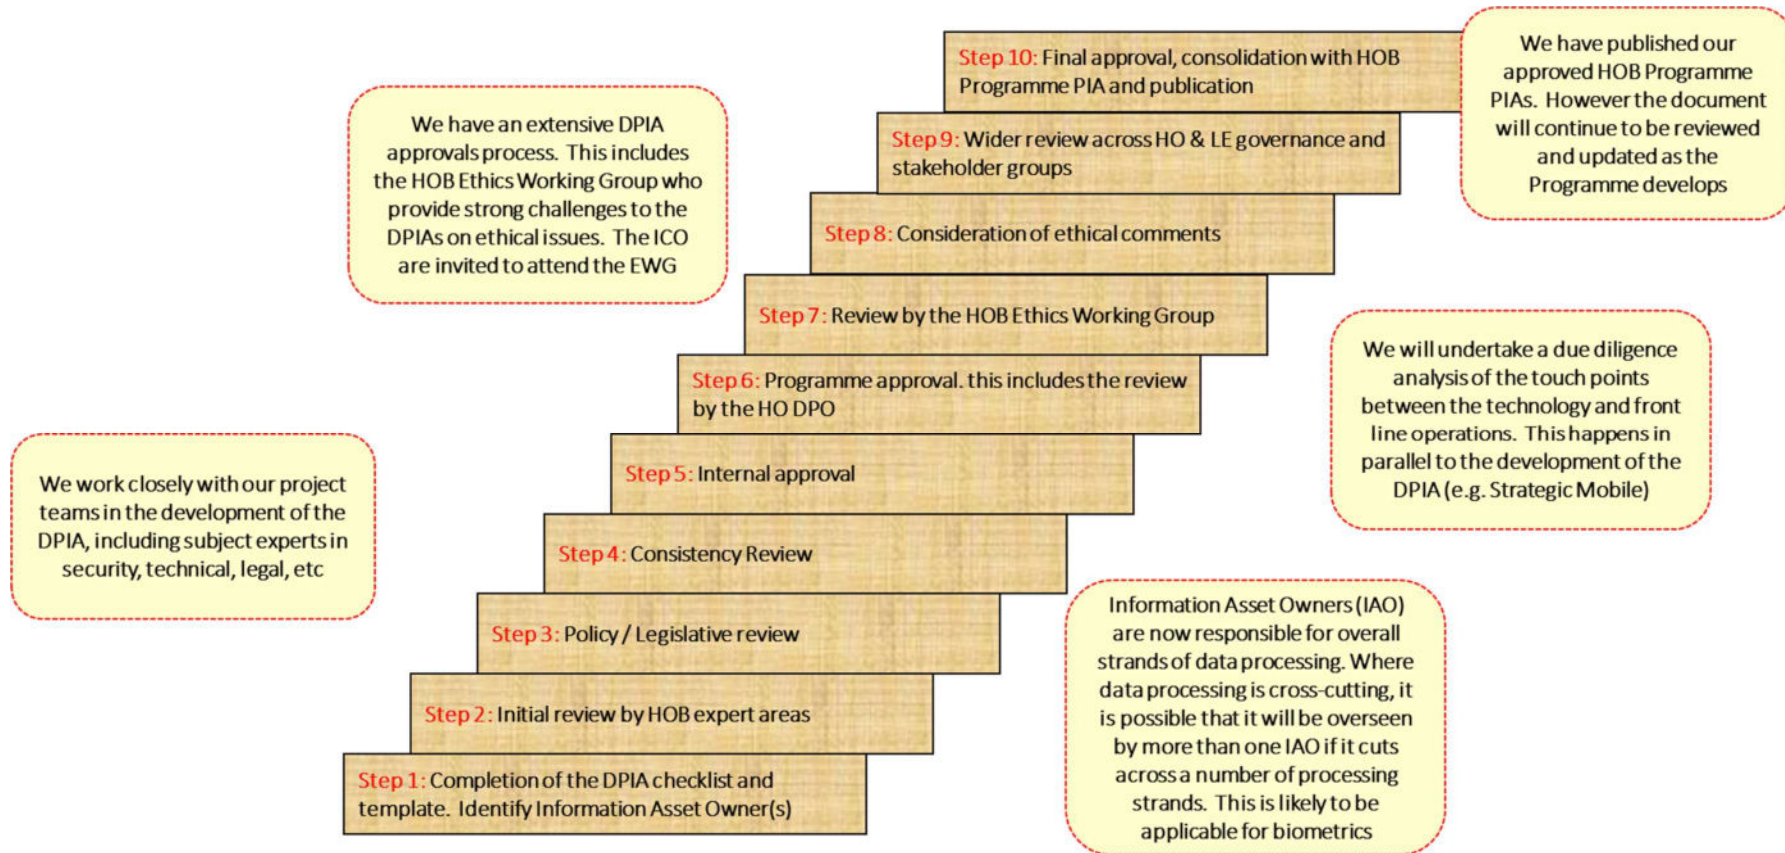 Step 10: Final approval, consolidation with HOB
Programme PIA and publication
We have published our
approved HOB Programme
PIAs. However the document
will continue to be reviewed
and updated as the
Programme develops
We have an extensive DPIA
approvals process. This includes
the HOB Ethics Working Group who
provide strong challenges to the
DPIAs on ethical issues. The ICO
are invited to attend the EWG
Step 9: Wider review across HO & LE governance and
stakeholder groups
Step 8: Consideration of ethical comments
Step 7: Review by the HOB Ethics Working Group
Step 6: Programme approval. this includes the review
by the HO DPO
We will undertake a due diligence
analysis of the touch points
between the technology and front
line operations. This happens in
parallel to the development of the
DPIA (e.g. Strategic Mobile)
Step 5: Internal approval
We work closely with our project
teams in the development of the
DPIA, including subject experts in
security, technical, legal, etc
Step 4: Consistency Review
Step 3: Policy / Legislative review
Step 2: Initial review by HOB expert areas
Step 1: Completion of the DPIA checklist and
template. Identify Information Asset Owner(s)
Information Asset Owners (IAO)
are now responsible for overall
strands of data processing. Where
data processing is cross-cutting, it
is possible that it will be overseen
by more than one IAO if it cuts
across a number of processing
strands. This is likely to be
applicable for biometrics